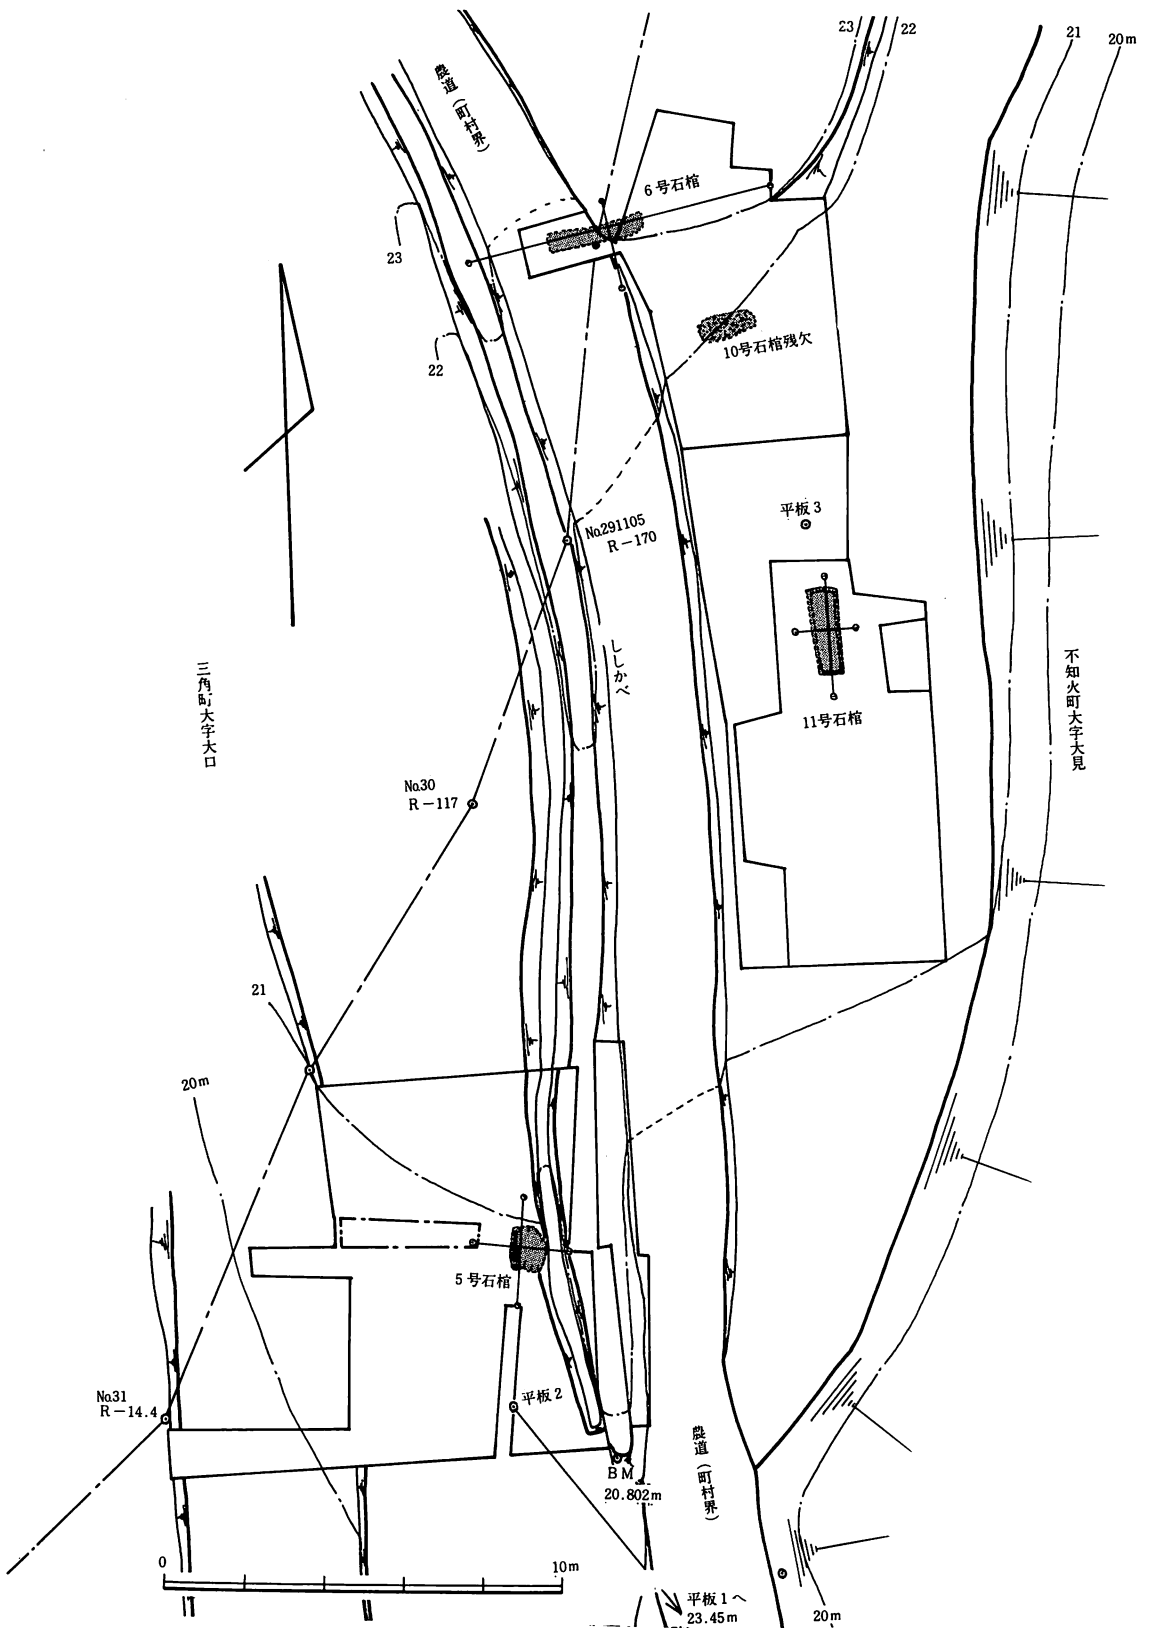 23
22
21
20m
農道(町村界)
6号石棺
23
22
10号石棺残欠
平板3
No.291105
R-170
ししかべ
11号石棺
三角町大字大口
不知火町大字大見
No.30
R-117
21
20m
5号石棺
No.31
R-14.4
平板2
BM
20.802m
農道(町村界)
0
10m
平板1へ
23.45m
20m